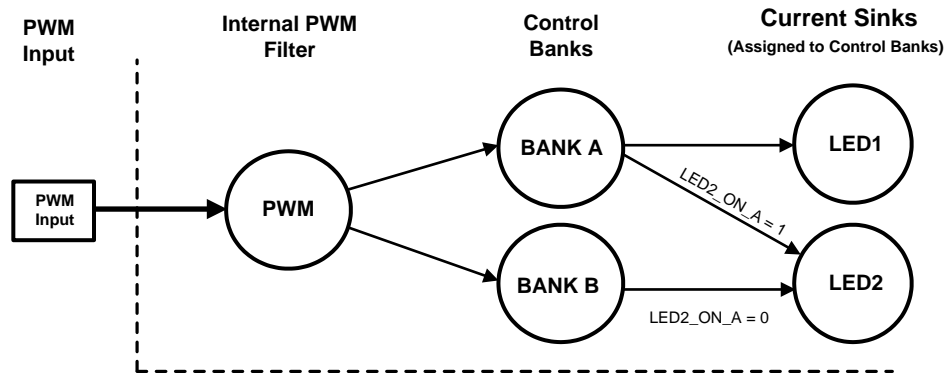 PWM
Input
Internal PWM
Filter
Control
Banks
Current Sinks
(Assigned to Control Banks)
PWM
Input
PWM
BANK A
BANK B
LED1
LED2_ON_A = 1
LED2
LED2_ON_A = 0